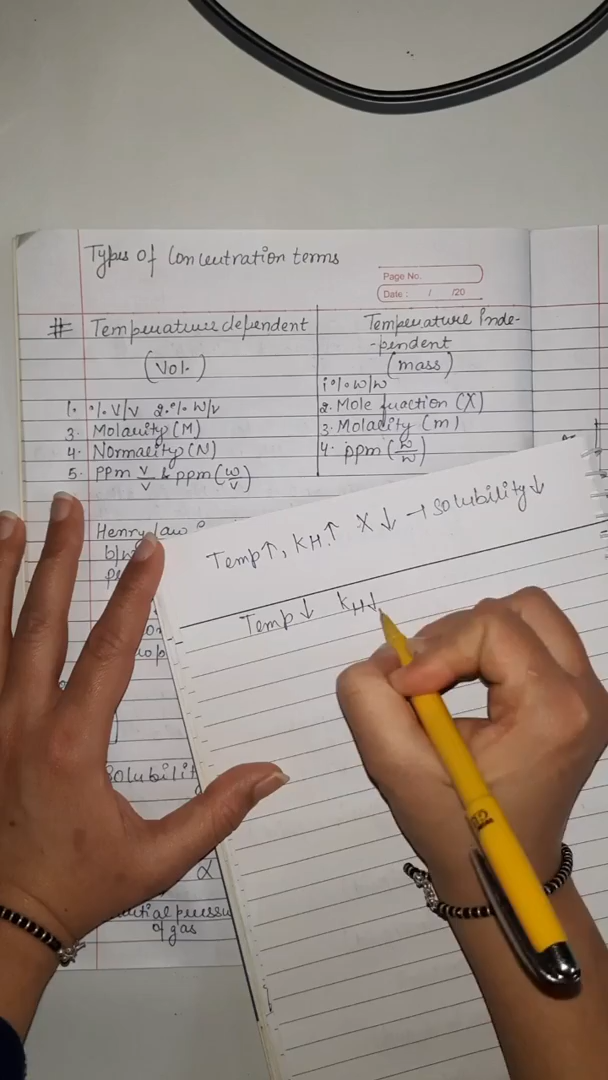 Types of Concentration terms
Page No.
Date : / /20
# Temperature dependent
(Vol.)
1. % V/V 2. % W/V
3. Molarity (M)
4. Normality (N)
5. PPm V/V & ppm (W/V)
Temperature Inde-
-pendent
(mass)
1 % W/W
2. Mole fraction (X)
3. Molality (m)
4. ppm (W/W)
Henry law
Temp↑, KH↑ X↓ → Solubility↓
Temp↓ KH↓
Solubilit
α
partial pressu
of gas